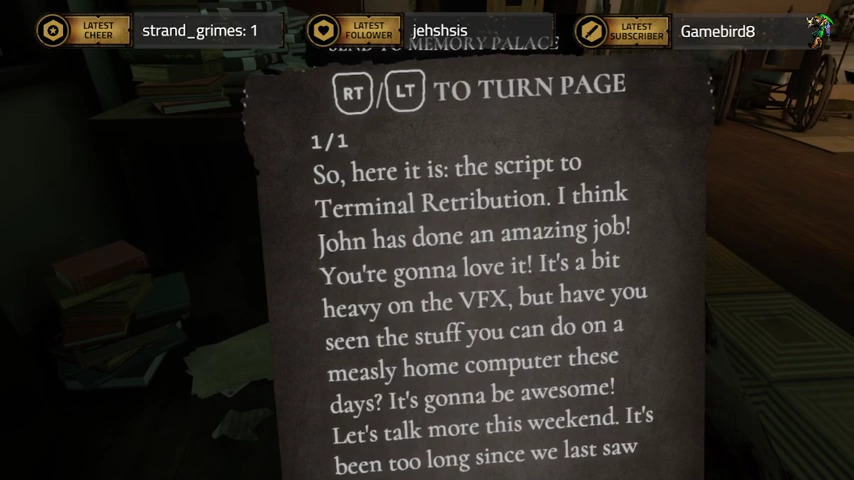 LATEST CHEER
strand_grimes: 1
LATEST FOLLOWER
jehshsis
LATEST SUBSCRIBER
Gamebird8
SEND TO MEMORY PALACE
RT/LT TO TURN PAGE
1/1
So, here it is: the script to
Terminal Retribution. I think
John has done an amazing job!
You're gonna love it! It's a bit
heavy on the VFX, but have you
seen the stuff you can do on a
measly home computer these
days? It's gonna be awesome!
Let's talk more this weekend. It's
been too long since we last saw